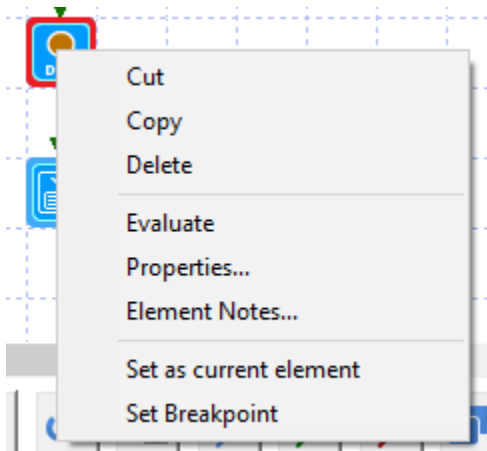 Cut
Copy
Delete
Evaluate
Properties...
Element Notes...
Set as current element
Set Breakpoint